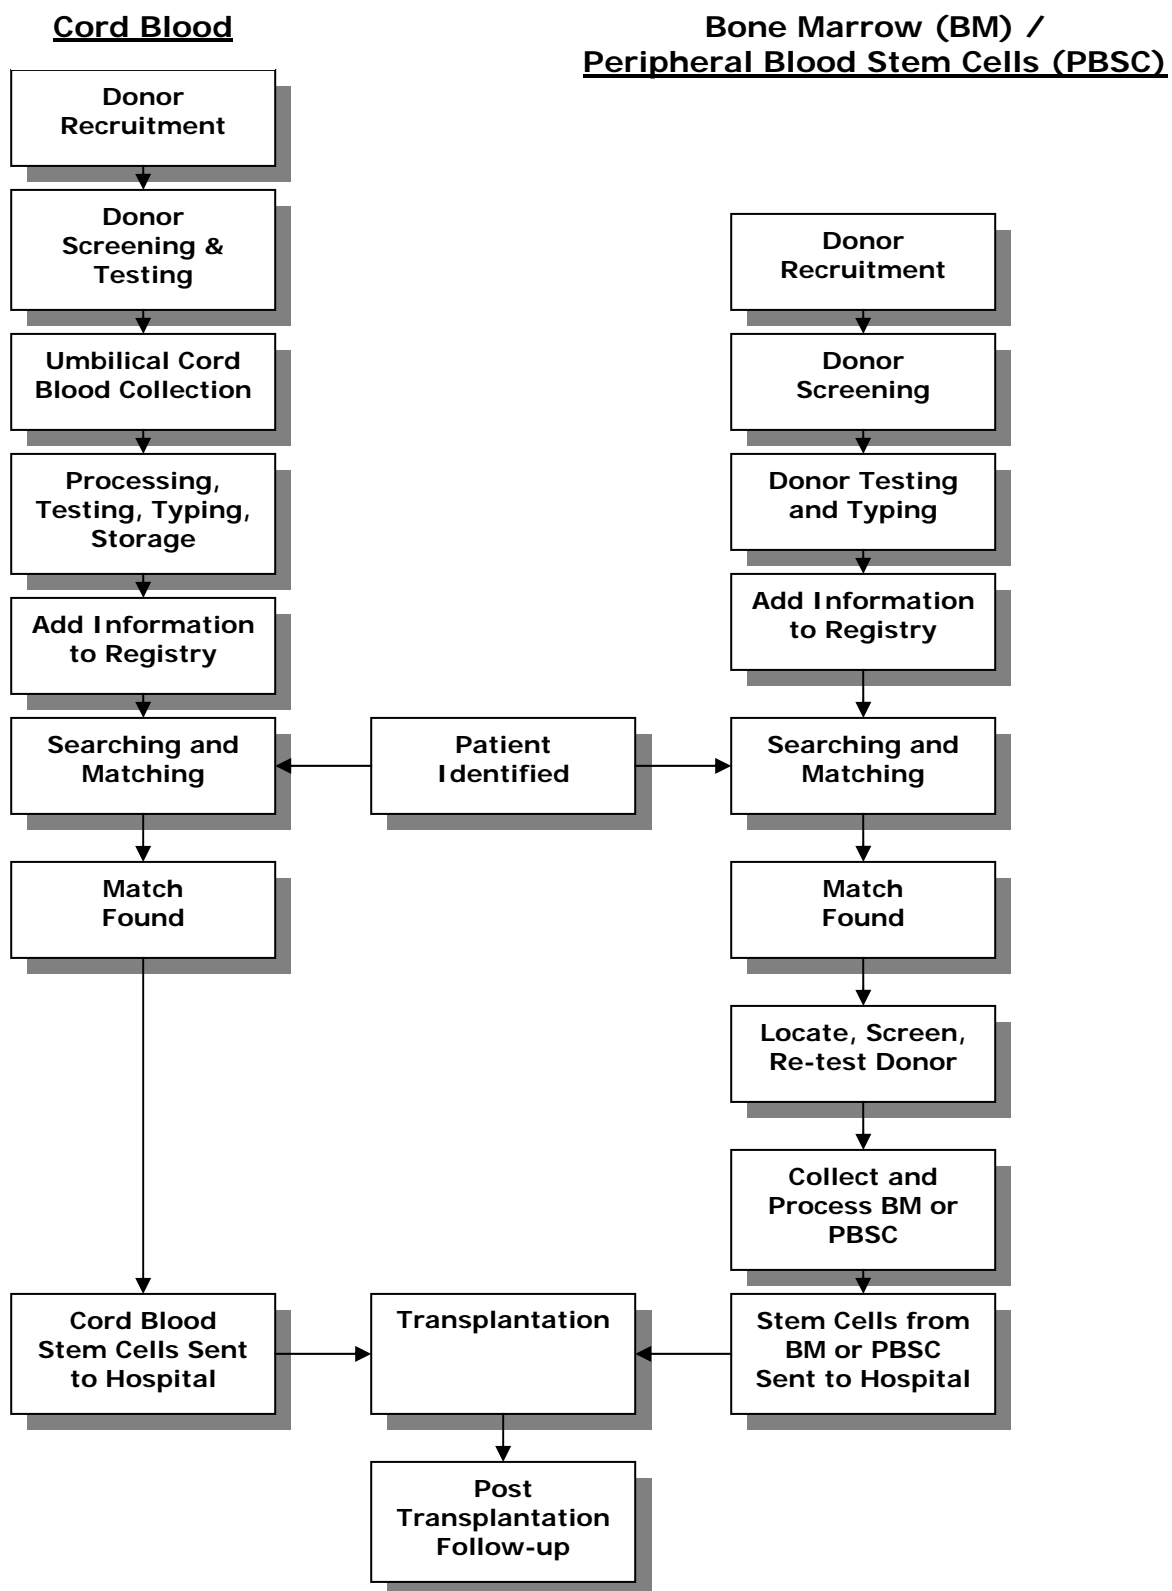 Cord Blood
Bone Marrow (BM) /
Peripheral Blood Stem Cells (PBSC)
Donor
Recruitment
Donor
Screening &
Testing
Umbilical Cord
Blood Collection
Processing,
Testing, Typing,
Storage
Add Information
to Registry
Searching and
Matching
Match
Found
Cord Blood
Stem Cells Sent
to Hospital
Patient
Identified
Transplantation
Post
Transplantation
Follow-up
Donor
Recruitment
Donor
Screening
Donor Testing
and Typing
Add Information
to Registry
Searching and
Matching
Match
Found
Locate, Screen,
Re-test Donor
Collect and
Process BM or
PBSC
Stem Cells from
BM or PBSC
Sent to Hospital